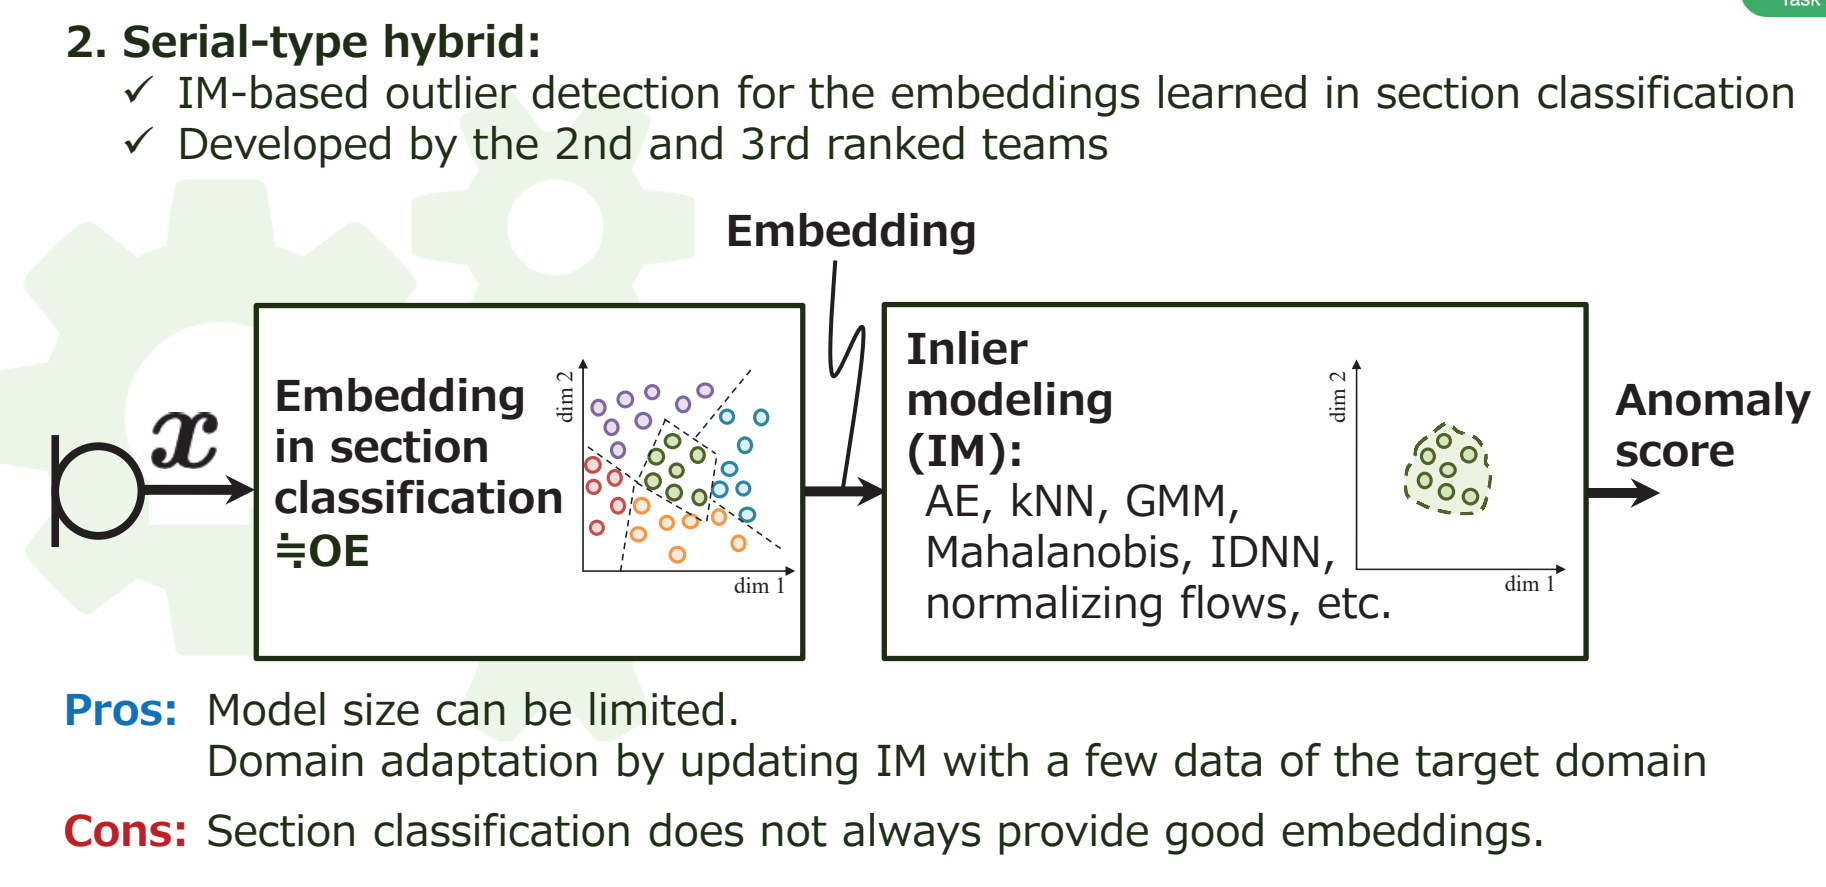 Task
2. Serial-type hybrid:
✓ IM-based outlier detection for the embeddings learned in section classification
✓ Developed by the 2nd and 3rd ranked teams
Embedding
x
Embedding
in section
classification
≒OE
dim 2
dim 1
Inlier
modeling
(IM):
AE, kNN, GMM,
Mahalanobis, IDNN,
normalizing flows, etc.
dim 2
dim 1
Anomaly
score
Pros: Model size can be limited.
Domain adaptation by updating IM with a few data of the target domain
Cons: Section classification does not always provide good embeddings.